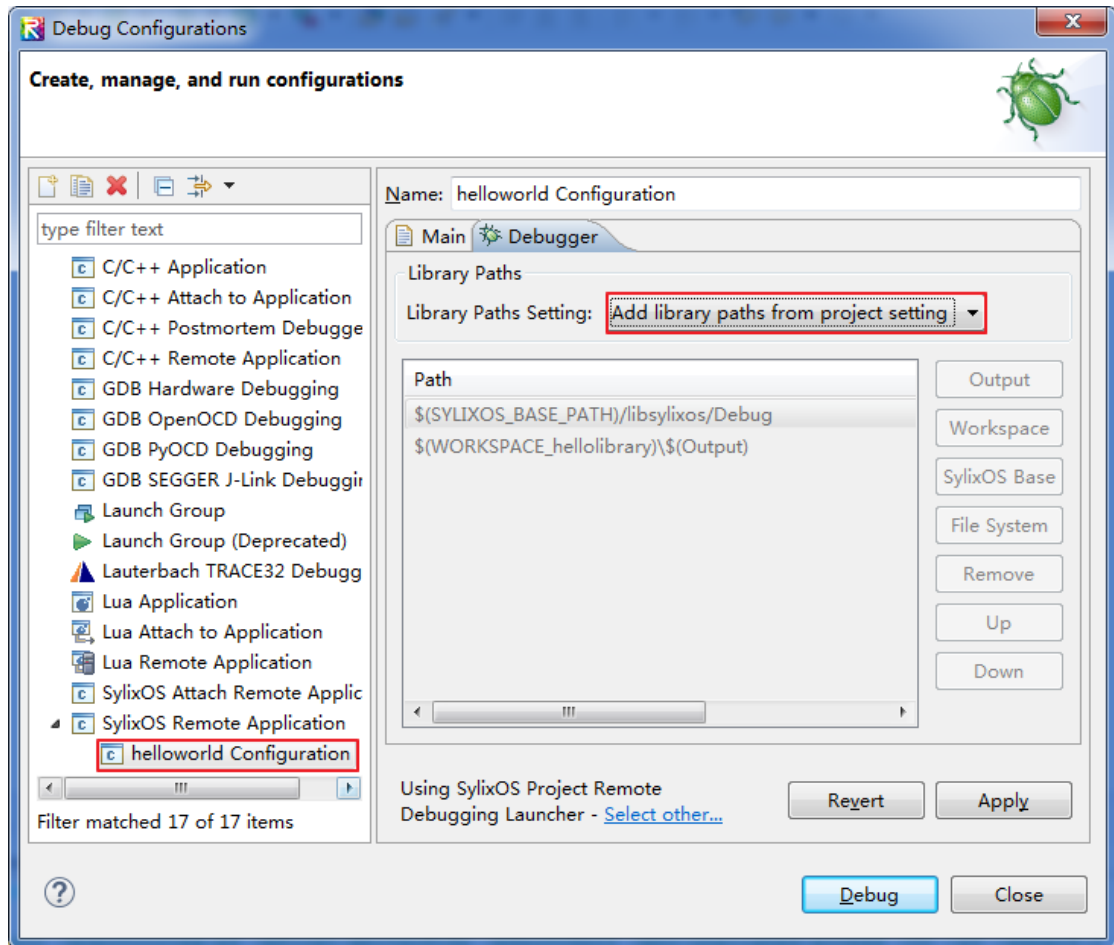 Debug Configurations
Create, manage, and run configurations
type filter text
C/C++ Application
C/C++ Attach to Application
C/C++ Postmortem Debugge
C/C++ Remote Application
GDB Hardware Debugging
GDB OpenOCD Debugging
GDB PyOCD Debugging
GDB SEGGER J-Link Debuggin
Launch Group
Launch Group (Deprecated)
Lauterbach TRACE32 Debugg
Lua Application
Lua Attach to Application
Lua Remote Application
SylixOS Attach Remote Applic
SylixOS Remote Application
helloworld Configuration
Filter matched 17 of 17 items
Name: helloworld Configuration
Main Debugger
Library Paths
Library Paths Setting: Add library paths from project setting
Path
$(SYLIXOS_BASE_PATH)/libsylixos/Debug
$(WORKSPACE_hellolibrary)\$(Output)
Output
Workspace
SylixOS Base
File System
Remove
Up
Down
Using SylixOS Project Remote
Debugging Launcher - Select other...
Revert
Apply
Debug
Close